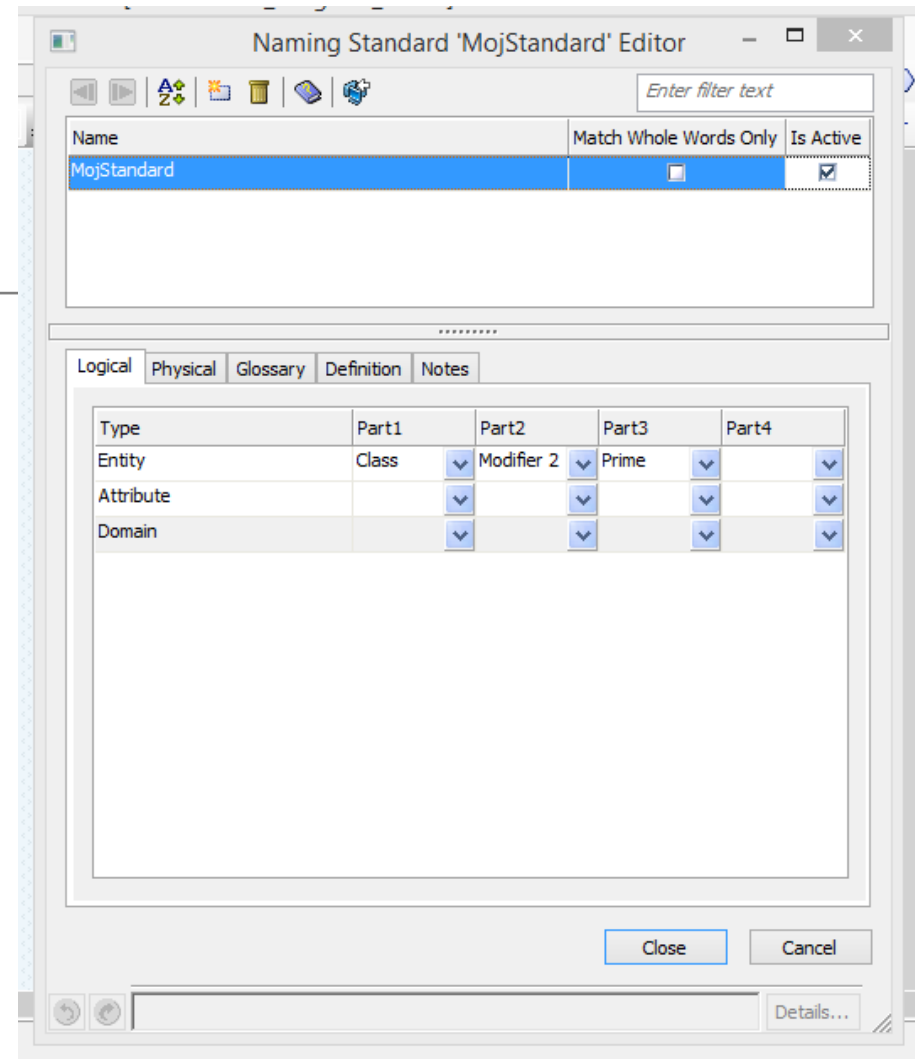 Naming Standard 'MojStandard' Editor
Enter filter text
Name Match Whole Words Only Is Active
MojStandard
Logical Physical Glossary Definition Notes
Type Part1 Part2 Part3 Part4
Entity Class Modifier 2 Prime
Attribute
Domain
Close Cancel
Details...